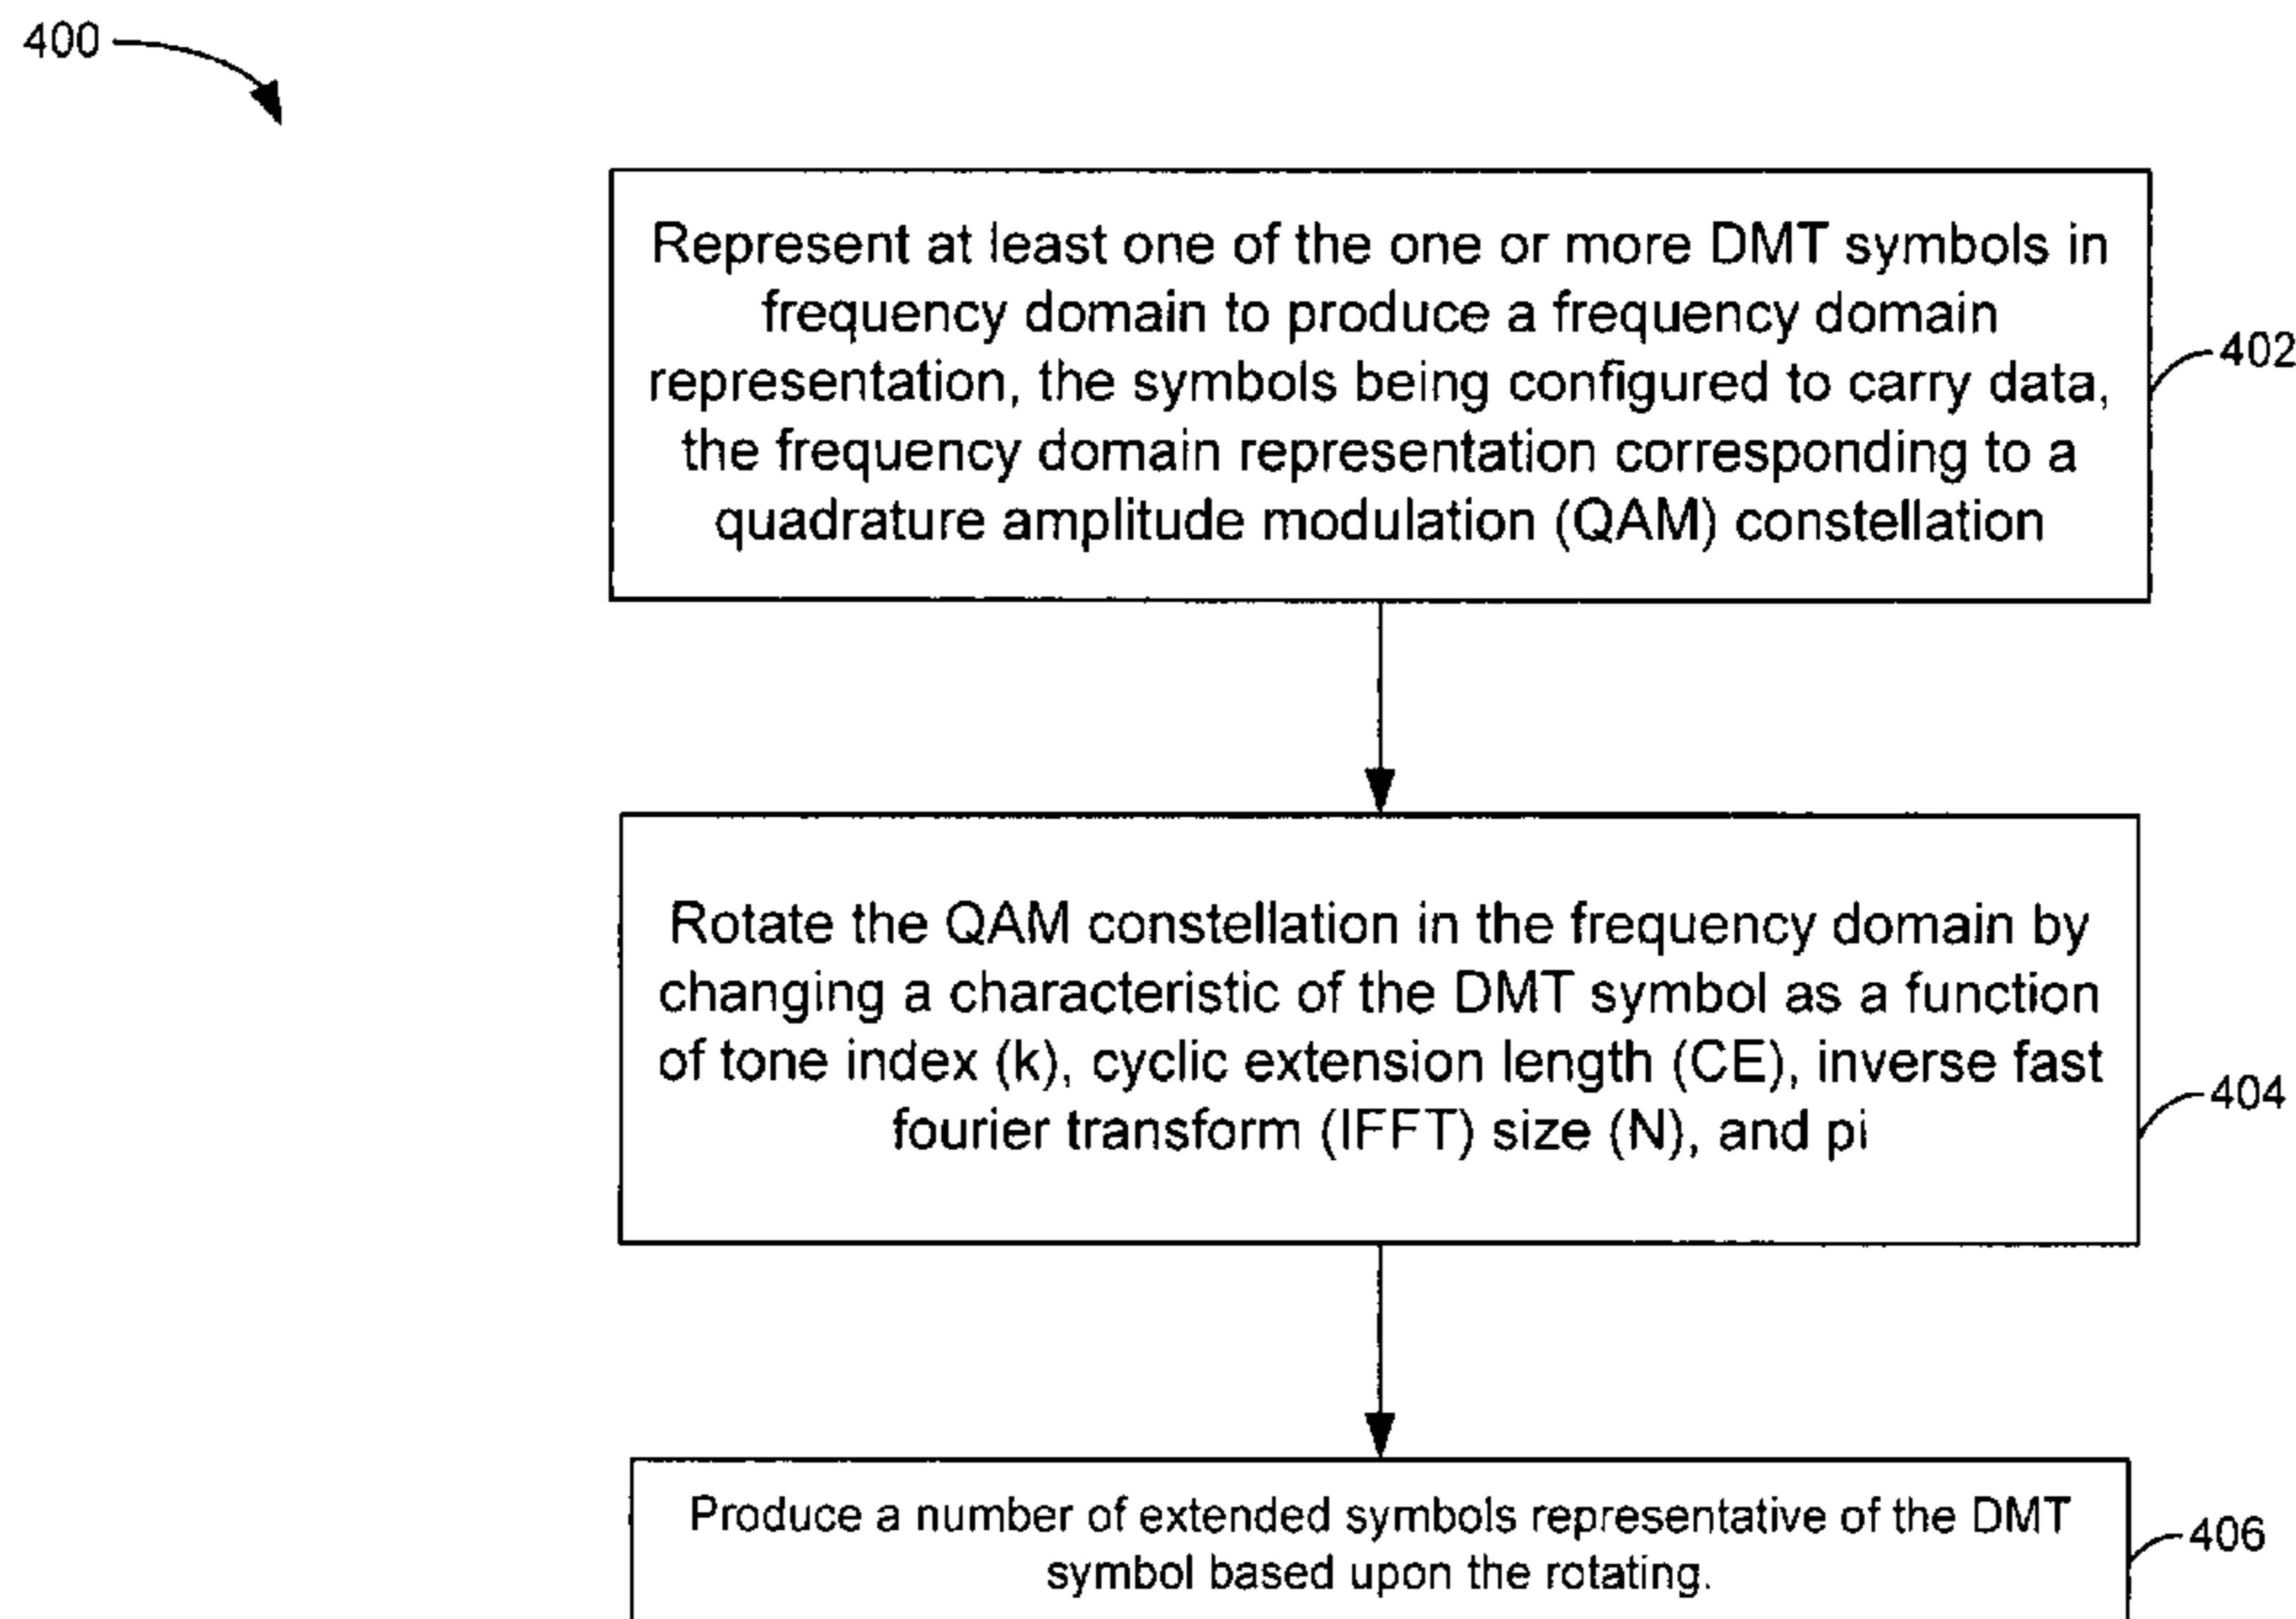 400
Represent at least one of the one or more DMT symbols in
frequency domain to produce a frequency domain
representation, the symbols being configured to carry data,
the frequency domain representation corresponding to a
quadrature amplitude modulation (QAM) constellation
402
Rotate the QAM constellation in the frequency domain by
changing a characteristic of the DMT symbol as a function
of tone index (k), cyclic extension length (CE), inverse fast
fourier transform (IFFT) size (N), and pi
404
Produce a number of extended symbols representative of the DMT
symbol based upon the rotating.
406